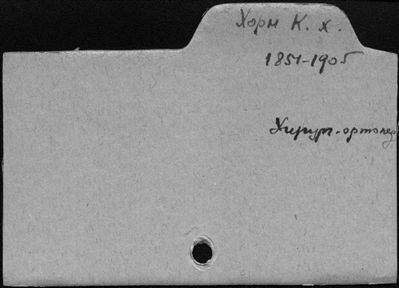 Хорн К. Х.
1851-1905
Хирург-ортопед